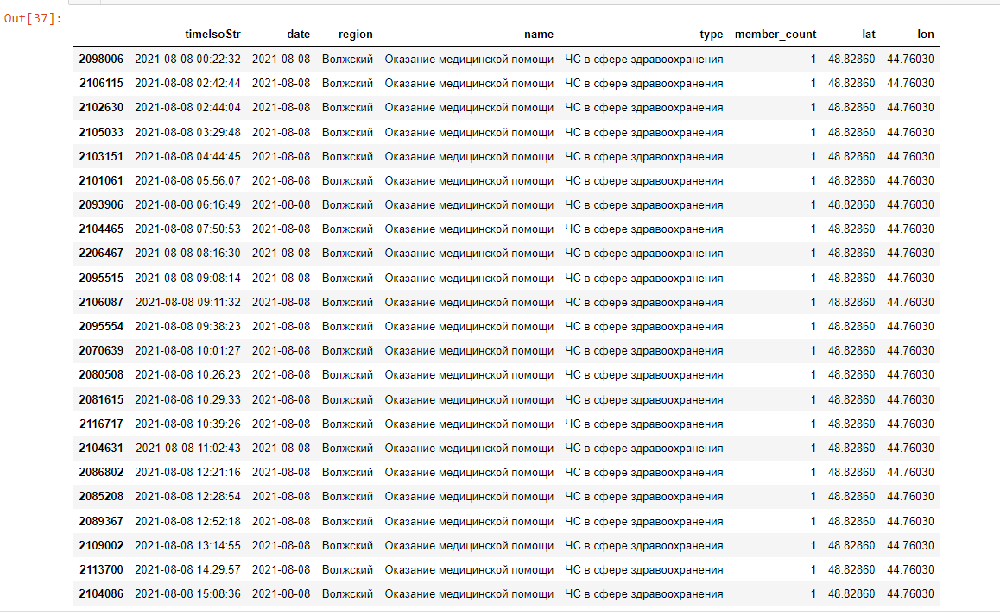 Out[37]:
timeIsoStr date region name type member_count lat lon
2098006 2021-08-08 00:22:32 2021-08-08 Волжский Оказание медицинской помощи ЧС в сфере здравоохранения 1 48.82860 44.76030
2106115 2021-08-08 02:42:44 2021-08-08 Волжский Оказание медицинской помощи ЧС в сфере здравоохранения 1 48.82860 44.76030
2102630 2021-08-08 02:44:04 2021-08-08 Волжский Оказание медицинской помощи ЧС в сфере здравоохранения 1 48.82860 44.76030
2105033 2021-08-08 03:29:48 2021-08-08 Волжский Оказание медицинской помощи ЧС в сфере здравоохранения 1 48.82860 44.76030
2103151 2021-08-08 04:44:45 2021-08-08 Волжский Оказание медицинской помощи ЧС в сфере здравоохранения 1 48.82860 44.76030
2101061 2021-08-08 05:56:07 2021-08-08 Волжский Оказание медицинской помощи ЧС в сфере здравоохранения 1 48.82860 44.76030
2093906 2021-08-08 06:16:49 2021-08-08 Волжский Оказание медицинской помощи ЧС в сфере здравоохранения 1 48.82860 44.76030
2104465 2021-08-08 07:50:53 2021-08-08 Волжский Оказание медицинской помощи ЧС в сфере здравоохранения 1 48.82860 44.76030
2206467 2021-08-08 08:16:30 2021-08-08 Волжский Оказание медицинской помощи ЧС в сфере здравоохранения 1 48.82860 44.76030
2095515 2021-08-08 09:08:14 2021-08-08 Волжский Оказание медицинской помощи ЧС в сфере здравоохранения 1 48.82860 44.76030
2106087 2021-08-08 09:11:32 2021-08-08 Волжский Оказание медицинской помощи ЧС в сфере здравоохранения 1 48.82860 44.76030
2095554 2021-08-08 09:38:23 2021-08-08 Волжский Оказание медицинской помощи ЧС в сфере здравоохранения 1 48.82860 44.76030
2070639 2021-08-08 10:01:27 2021-08-08 Волжский Оказание медицинской помощи ЧС в сфере здравоохранения 1 48.82860 44.76030
2080508 2021-08-08 10:26:23 2021-08-08 Волжский Оказание медицинской помощи ЧС в сфере здравоохранения 1 48.82860 44.76030
2081615 2021-08-08 10:29:33 2021-08-08 Волжский Оказание медицинской помощи ЧС в сфере здравоохранения 1 48.82860 44.76030
2116717 2021-08-08 10:39:26 2021-08-08 Волжский Оказание медицинской помощи ЧС в сфере здравоохранения 1 48.82860 44.76030
2104631 2021-08-08 11:02:43 2021-08-08 Волжский Оказание медицинской помощи ЧС в сфере здравоохранения 1 48.82860 44.76030
2086802 2021-08-08 12:21:16 2021-08-08 Волжский Оказание медицинской помощи ЧС в сфере здравоохранения 1 48.82860 44.76030
2085208 2021-08-08 12:28:54 2021-08-08 Волжский Оказание медицинской помощи ЧС в сфере здравоохранения 1 48.82860 44.76030
2089367 2021-08-08 12:52:18 2021-08-08 Волжский Оказание медицинской помощи ЧС в сфере здравоохранения 1 48.82860 44.76030
2109002 2021-08-08 13:14:55 2021-08-08 Волжский Оказание медицинской помощи ЧС в сфере здравоохранения 1 48.82860 44.76030
2113700 2021-08-08 14:29:57 2021-08-08 Волжский Оказание медицинской помощи ЧС в сфере здравоохранения 1 48.82860 44.76030
2104086 2021-08-08 15:08:36 2021-08-08 Волжский Оказание медицинской помощи ЧС в сфере здравоохранения 1 48.82860 44.76030